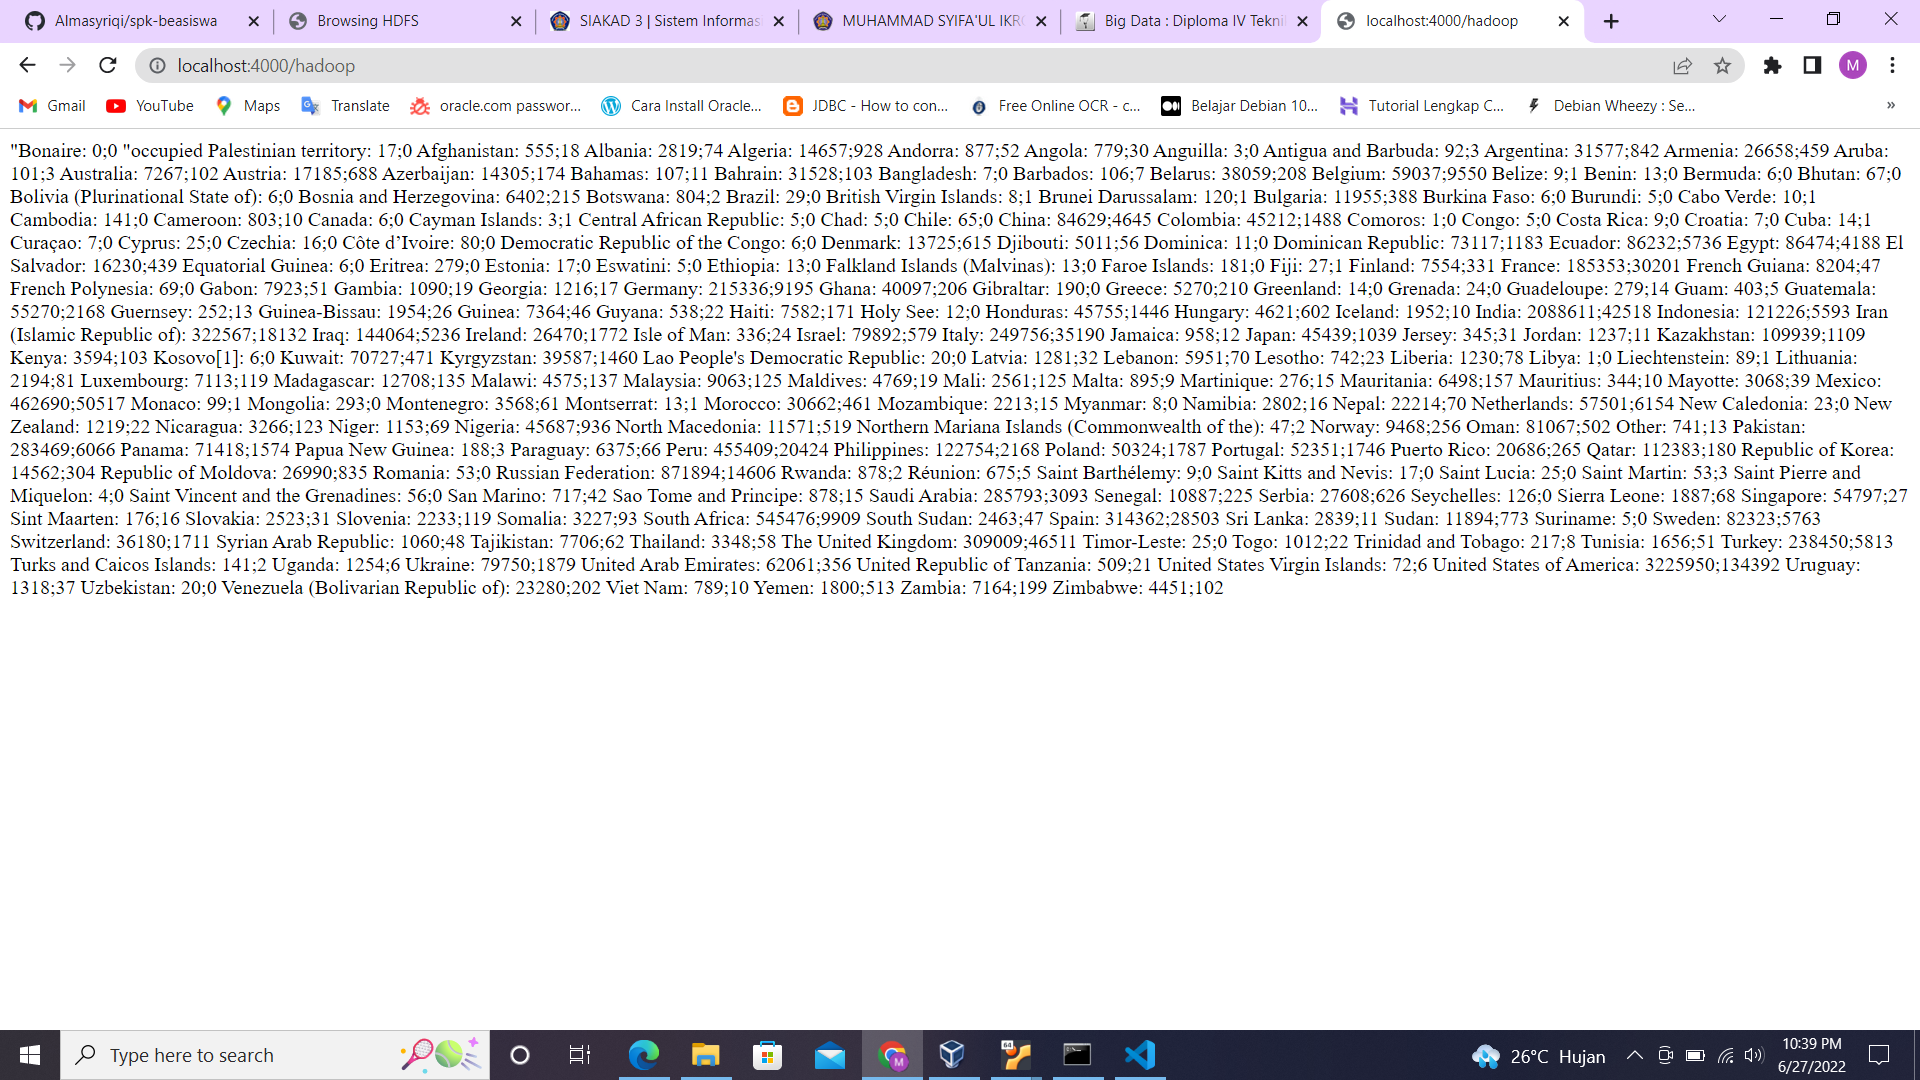 Almasyriqi/spk-beasiswa
Browsing HDFS
SIAKAD 3 | Sistem Informasi
MUHAMMAD SYIFA'UL IKRO
Big Data : Diploma IV Tekni
localhost:4000/hadoop
localhost:4000/hadoop
M
Gmail
YouTube
Maps
Translate
oracle.com passwor...
Cara Install Oracle...
JDBC - How to con...
Free Online OCR - c...
Belajar Debian 10...
Tutorial Lengkap C...
Debian Wheezy : Se...
»
"Bonaire: 0;0 "occupied Palestinian territory: 17;0 Afghanistan: 555;18 Albania: 2819;74 Algeria: 14657;928 Andorra: 877;52 Angola: 779;30 Anguilla: 3;0 Antigua and Barbuda: 92;3 Argentina: 31577;842 Armenia: 26658;459 Aruba:
101;3 Australia: 7267;102 Austria: 17185;688 Azerbaijan: 14305;174 Bahamas: 107;11 Bahrain: 31528;103 Bangladesh: 7;0 Barbados: 106;7 Belarus: 38059;208 Belgium: 59037;9550 Belize: 9;1 Benin: 13;0 Bermuda: 6;0 Bhutan: 67;0
Bolivia (Plurinational State of): 6;0 Bosnia and Herzegovina: 6402;215 Botswana: 804;2 Brazil: 29;0 British Virgin Islands: 8;1 Brunei Darussalam: 120;1 Bulgaria: 11955;388 Burkina Faso: 6;0 Burundi: 5;0 Cabo Verde: 10;1
Cambodia: 141;0 Cameroon: 803;10 Canada: 6;0 Cayman Islands: 3;1 Central African Republic: 5;0 Chad: 5;0 Chile: 65;0 China: 84629;4645 Colombia: 45212;1488 Comoros: 1;0 Congo: 5;0 Costa Rica: 9;0 Croatia: 7;0 Cuba: 14;1
Curaçao: 7;0 Cyprus: 25;0 Czechia: 16;0 Côte d’Ivoire: 80;0 Democratic Republic of the Congo: 6;0 Denmark: 13725;615 Djibouti: 5011;56 Dominica: 11;0 Dominican Republic: 73117;1183 Ecuador: 86232;5736 Egypt: 86474;4188 El
Salvador: 16230;439 Equatorial Guinea: 6;0 Eritrea: 279;0 Estonia: 17;0 Eswatini: 5;0 Ethiopia: 13;0 Falkland Islands (Malvinas): 13;0 Faroe Islands: 181;0 Fiji: 27;1 Finland: 7554;331 France: 185353;30201 French Guiana: 8204;47
French Polynesia: 69;0 Gabon: 7923;51 Gambia: 1090;19 Georgia: 1216;17 Germany: 215336;9195 Ghana: 40097;206 Gibraltar: 190;0 Greece: 5270;210 Greenland: 14;0 Grenada: 24;0 Guadeloupe: 279;14 Guam: 403;5 Guatemala:
55270;2168 Guernsey: 252;13 Guinea-Bissau: 1954;26 Guinea: 7364;46 Guyana: 538;22 Haiti: 7582;171 Holy See: 12;0 Honduras: 45755;1446 Hungary: 4621;602 Iceland: 1952;10 India: 2088611;42518 Indonesia: 121226;5593 Iran
(Islamic Republic of): 322567;18132 Iraq: 144064;5236 Ireland: 26470;1772 Isle of Man: 336;24 Israel: 79892;579 Italy: 249756;35190 Jamaica: 958;12 Japan: 45439;1039 Jersey: 345;31 Jordan: 1237;11 Kazakhstan: 109939;1109
Kenya: 3594;103 Kosovo[1]: 6;0 Kuwait: 70727;471 Kyrgyzstan: 39587;1460 Lao People's Democratic Republic: 20;0 Latvia: 1281;32 Lebanon: 5951;70 Lesotho: 742;23 Liberia: 1230;78 Libya: 1;0 Liechtenstein: 89;1 Lithuania:
2194;81 Luxembourg: 7113;119 Madagascar: 12708;135 Malawi: 4575;137 Malaysia: 9063;125 Maldives: 4769;19 Mali: 2561;125 Malta: 895;9 Martinique: 276;15 Mauritania: 6498;157 Mauritius: 344;10 Mayotte: 3068;39 Mexico:
462690;50517 Monaco: 99;1 Mongolia: 293;0 Montenegro: 3568;61 Montserrat: 13;1 Morocco: 30662;461 Mozambique: 2213;15 Myanmar: 8;0 Namibia: 2802;16 Nepal: 22214;70 Netherlands: 57501;6154 New Caledonia: 23;0 New
Zealand: 1219;22 Nicaragua: 3266;123 Niger: 1153;69 Nigeria: 45687;936 North Macedonia: 11571;519 Northern Mariana Islands (Commonwealth of the): 47;2 Norway: 9468;256 Oman: 81067;502 Other: 741;13 Pakistan:
283469;6066 Panama: 71418;1574 Papua New Guinea: 188;3 Paraguay: 6375;66 Peru: 455409;20424 Philippines: 122754;2168 Poland: 50324;1787 Portugal: 52351;1746 Puerto Rico: 20686;265 Qatar: 112383;180 Republic of Korea:
14562;304 Republic of Moldova: 26990;835 Romania: 53;0 Russian Federation: 871894;14606 Rwanda: 878;2 Réunion: 675;5 Saint Barthélemy: 9;0 Saint Kitts and Nevis: 17;0 Saint Lucia: 25;0 Saint Martin: 53;3 Saint Pierre and
Miquelon: 4;0 Saint Vincent and the Grenadines: 56;0 San Marino: 717;42 Sao Tome and Principe: 878;15 Saudi Arabia: 285793;3093 Senegal: 10887;225 Serbia: 27608;626 Seychelles: 126;0 Sierra Leone: 1887;68 Singapore: 54797;27
Sint Maarten: 176;16 Slovakia: 2523;31 Slovenia: 2233;119 Somalia: 3227;93 South Africa: 545476;9909 South Sudan: 2463;47 Spain: 314362;28503 Sri Lanka: 2839;11 Sudan: 11894;773 Suriname: 5;0 Sweden: 82323;5763
Switzerland: 36180;1711 Syrian Arab Republic: 1060;48 Tajikistan: 7706;62 Thailand: 3348;58 The United Kingdom: 309009;46511 Timor-Leste: 25;0 Togo: 1012;22 Trinidad and Tobago: 217;8 Tunisia: 1656;51 Turkey: 238450;5813
Turks and Caicos Islands: 141;2 Uganda: 1254;6 Ukraine: 79750;1879 United Arab Emirates: 62061;356 United Republic of Tanzania: 509;21 United States Virgin Islands: 72;6 United States of America: 3225950;134392 Uruguay:
1318;37 Uzbekistan: 20;0 Venezuela (Bolivarian Republic of): 23280;202 Viet Nam: 789;10 Yemen: 1800;513 Zambia: 7164;199 Zimbabwe: 4451;102
Type here to search
M
64
26°C Hujan
10:39 PM
6/27/2022